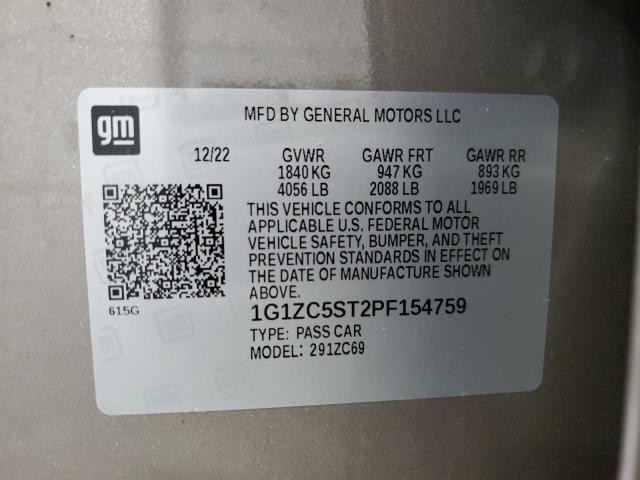 gm
MFD BY GENERAL MOTORS LLC
12/22 GVWR GAWR FRT GAWR RR
1840 KG 947 KG 893 KG
4056 LB 2088 LB 1969 LB
THIS VEHICLE CONFORMS TO ALL
APPLICABLE U.S. FEDERAL MOTOR
VEHICLE SAFETY, BUMPER, AND THEFT
PREVENTION STANDARDS IN EFFECT ON
THE DATE OF MANUFACTURE SHOWN
ABOVE.
615G
1G1ZC5ST2PF154759
TYPE: PASS CAR
MODEL: 291ZC69